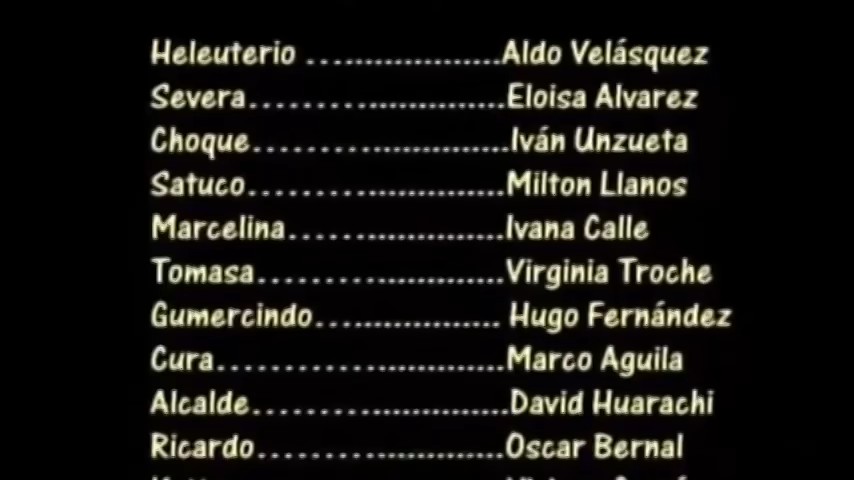 Heleuterio ......................Aldo Velásquez
Severa.........................Eloisa Alvarez
Choque.........................Iván Unzueta
Satuco.........................Milton Llanos
Marcelina.....................Ivana Calle
Tomasa........................Virginia Troche
Gumercindo.................. Hugo Fernández
Cura............................Marco Aguila
Alcalde.........................David Huarachi
Ricardo........................Oscar Bernal